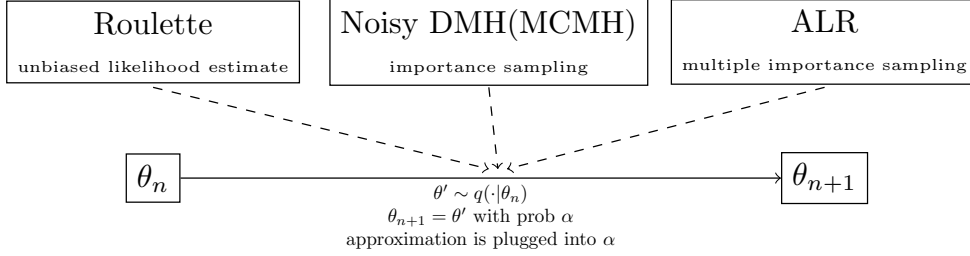 Roulette
unbiased likelihood estimate
Noisy DMH(MCMH)
importance sampling
ALR
multiple importance sampling
θₙ
θₙ₊₁
θ′ ∼ q(·|θₙ)
θₙ₊₁ = θ′ with prob α
approximation is plugged into α